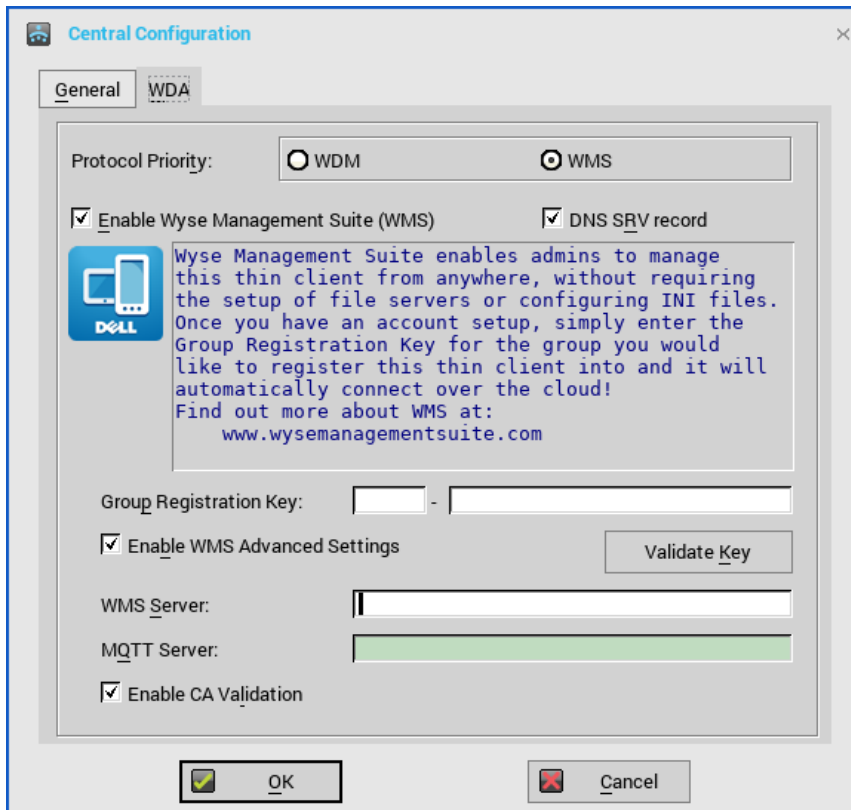 Central Configuration
General
WDA
Protocol Priority:
WDM
WMS
Enable Wyse Management Suite (WMS)
DNS SRV record
DELL
Wyse Management Suite enables admins to manage
this thin client from anywhere, without requiring
the setup of file servers or configuring INI files.
Once you have an account setup, simply enter the
Group Registration Key for the group you would
like to register this thin client into and it will
automatically connect over the cloud!
Find out more about WMS at:
www.wysemanagementsuite.com
Group Registration Key:
-
Enable WMS Advanced Settings
Validate Key
WMS Server:
MQTT Server:
Enable CA Validation
OK
Cancel